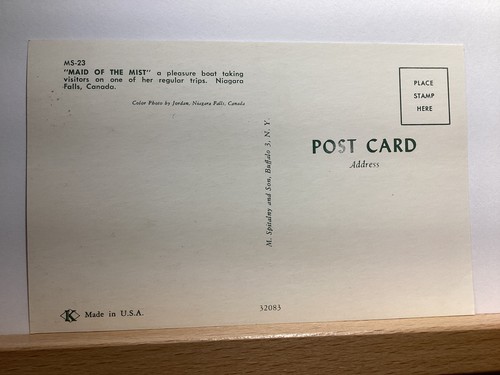 MS-23
"MAID OF THE MIST" a pleasure boat taking
visitors on one of her regular trips. Niagara
Falls, Canada.
Color Photo by Jordan, Niagara Falls, Canada
M. Spitalny and Son, Buffalo 3, N. Y.
PLACE
STAMP
HERE
POST CARD
Address
K Made in U.S.A.
32083